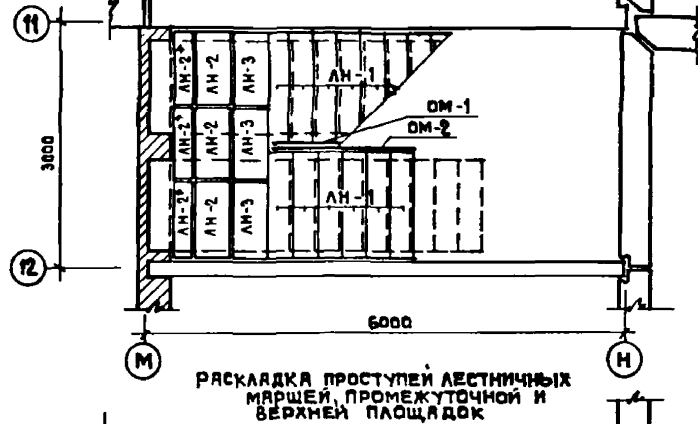 11
ЛН-2* ЛН-2 ЛН-3 ЛН-1
ОМ-1
ОМ-2
3000
ЛН-2* ЛН-2 ЛН-3
ЛН-2* ЛН-2 ЛН-3 ЛН-1
12
6000
М Н
РАСКЛАДКА ПРОСТУПЕЙ ЛЕСТНИЧНЫХ
МАРШЕЙ, ПРОМЕЖУТОЧНОЙ И
ВЕРХНЕЙ ПЛОЩАДОК